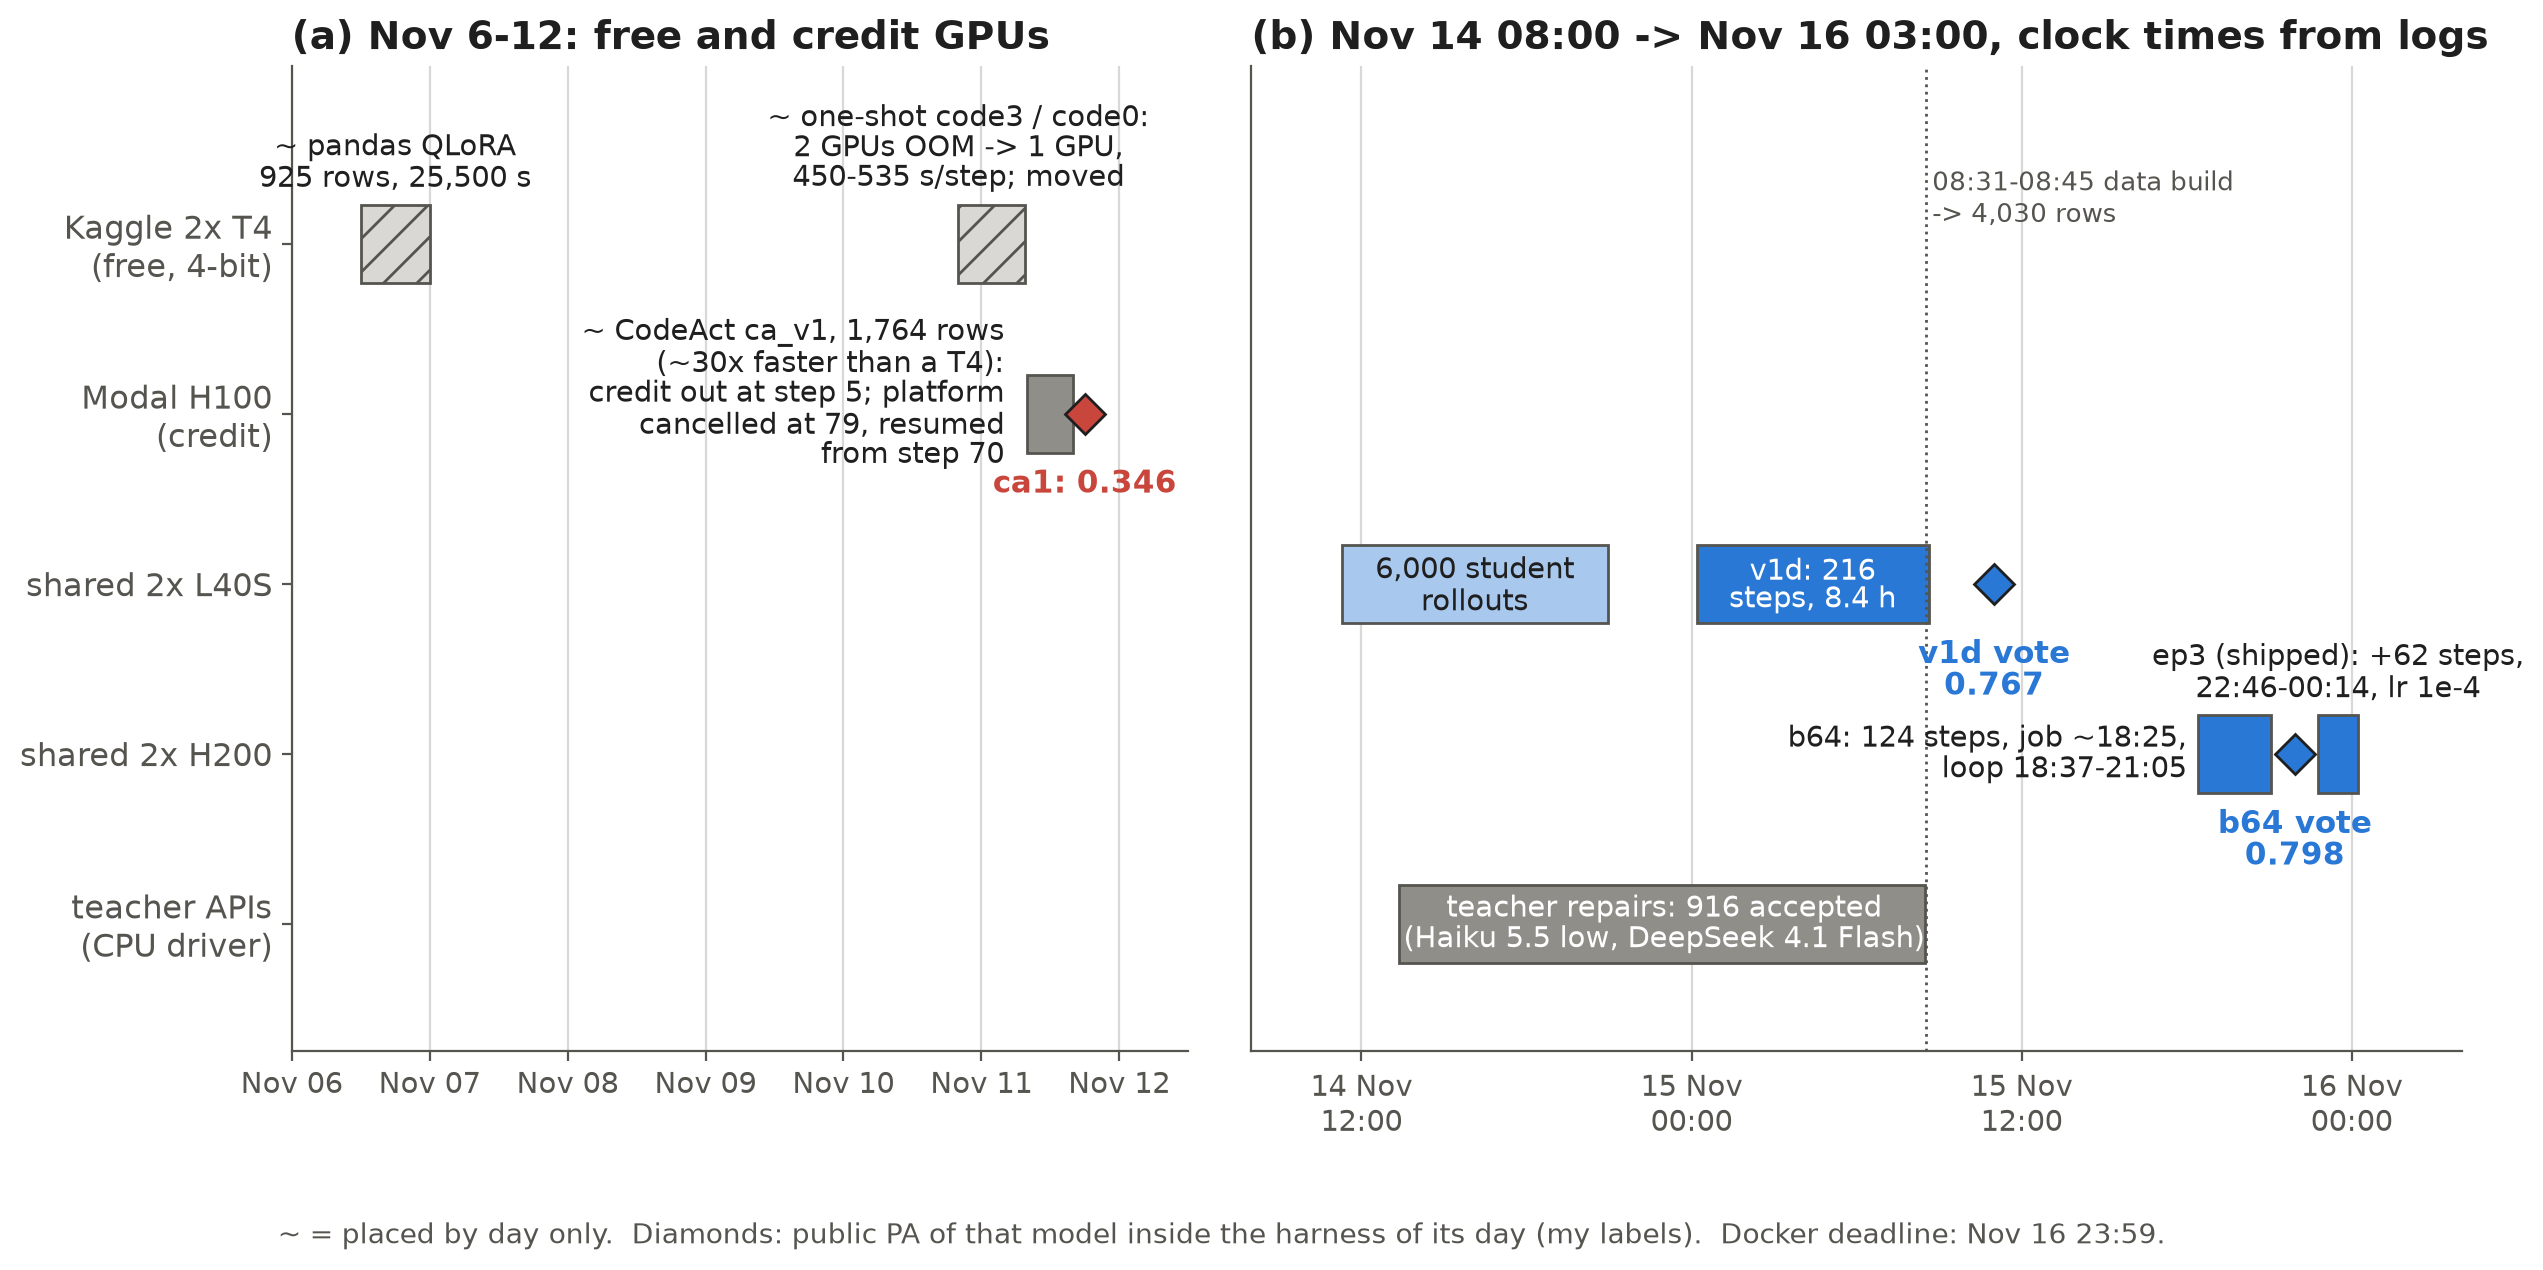 (a) Nov 6-12: free and credit GPUs
~ pandas QLoRA
925 rows, 25,500 s
~ one-shot code3 / code0:
2 GPUs OOM -> 1 GPU,
450-535 s/step; moved
Kaggle 2x T4
(free, 4-bit)
~ CodeAct ca_v1, 1,764 rows
(~30x faster than a T4):
credit out at step 5; platform
cancelled at 79, resumed
from step 70
Modal H100
(credit)
ca1: 0.346
shared 2x L40S
shared 2x H200
teacher APIs
(CPU driver)
Nov 06
Nov 07
Nov 08
Nov 09
Nov 10
Nov 11
Nov 12
(b) Nov 14 08:00 -> Nov 16 03:00, clock times from logs
08:31-08:45 data build
-> 4,030 rows
6,000 student
rollouts
v1d: 216
steps, 8.4 h
v1d vote
0.767
ep3 (shipped): +62 steps,
22:46-00:14, lr 1e-4
b64: 124 steps, job ~18:25,
loop 18:37-21:05
b64 vote
0.798
teacher repairs: 916 accepted
(Haiku 5.5 low, DeepSeek 4.1 Flash)
14 Nov
12:00
15 Nov
00:00
15 Nov
12:00
16 Nov
00:00
~ = placed by day only.  Diamonds: public PA of that model inside the harness of its day (my labels).  Docker deadline: Nov 16 23:59.